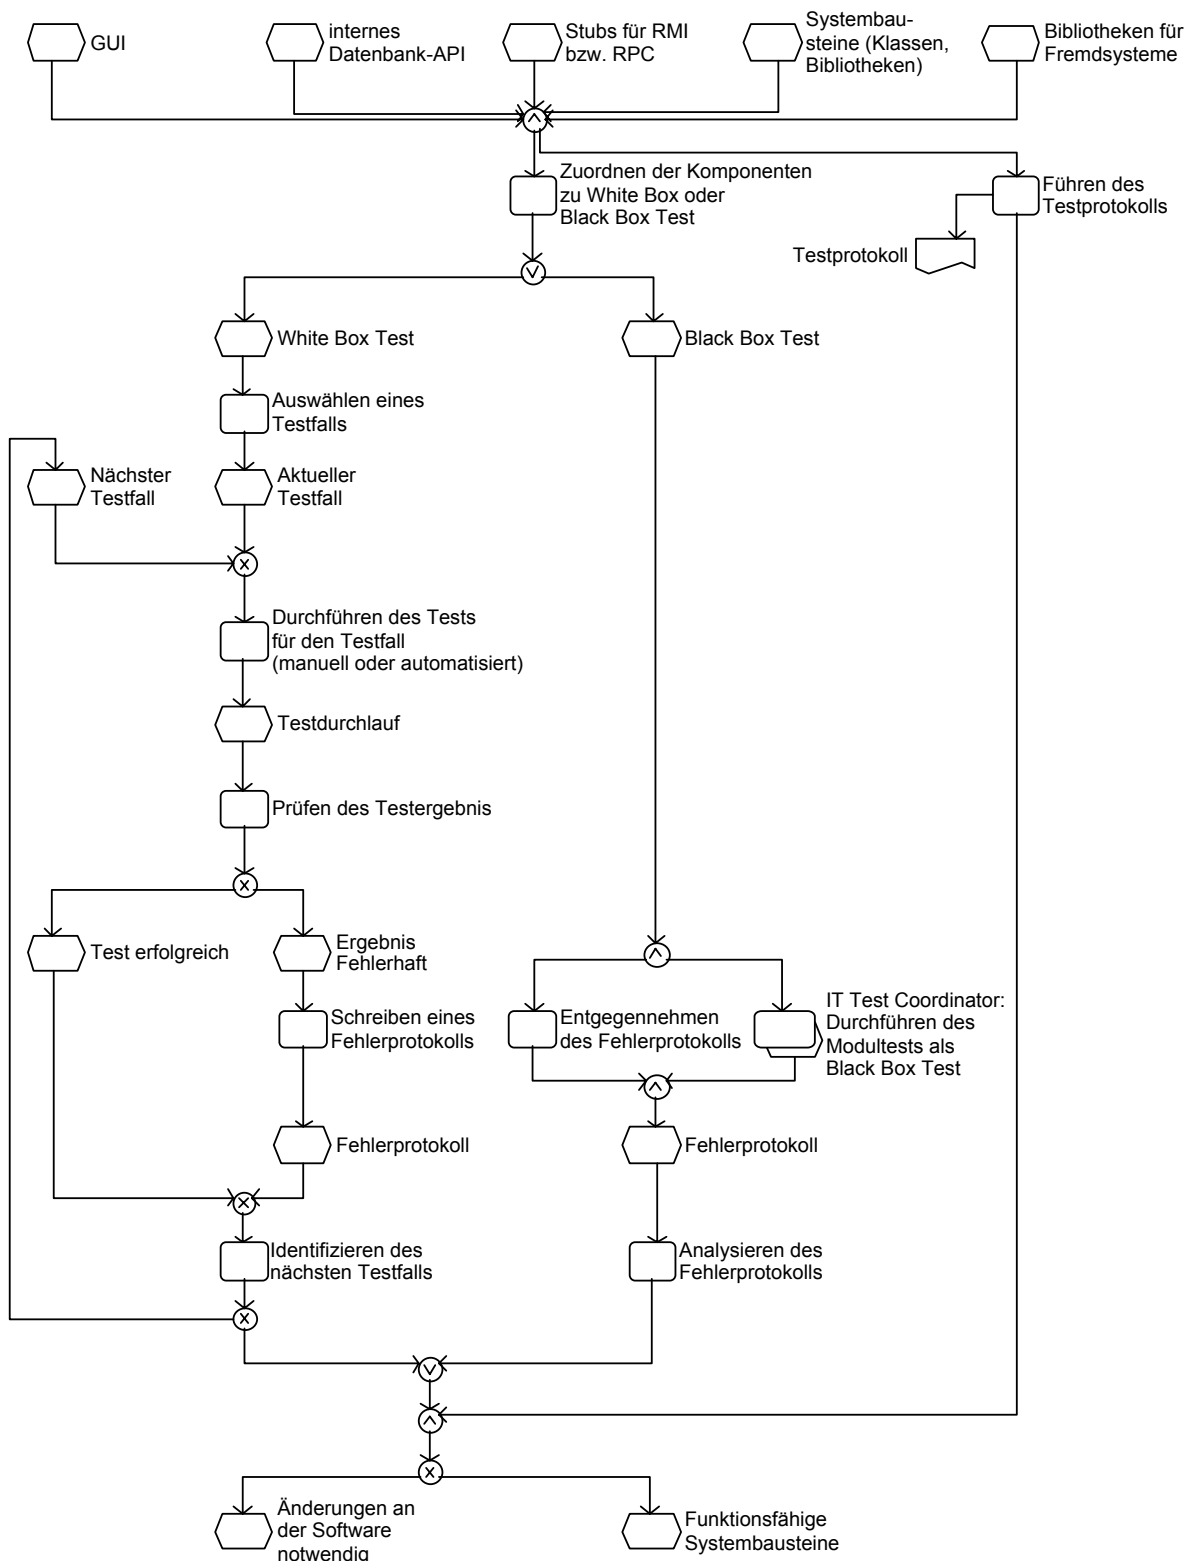 GUI
internes
Datenbank-API
Stubs für RMI
bzw. RPC
Systembau-
steine (Klassen,
Bibliotheken)
Bibliotheken für
Fremdsysteme
Zuordnen der Komponenten
zu White Box oder
Black Box Test
Führen des
Testprotokolls
Testprotokoll
White Box Test
Black Box Test
Auswählen eines
Testfalls
Nächster
Testfall
Aktueller
Testfall
Durchführen des Tests
für den Testfall
(manuell oder automatisiert)
Testdurchlauf
Prüfen des Testergebnis
Test erfolgreich
Ergebnis
Fehlerhaft
Schreiben eines
Fehlerprotokolls
Entgegennehmen
des Fehlerprotokolls
IT Test Coordinator:
Durchführen des
Modultests als
Black Box Test
Fehlerprotokoll
Fehlerprotokoll
Identifizieren des
nächsten Testfalls
Analysieren des
Fehlerprotokolls
Änderungen an
der Software
notwendig
Funktionsfähige
Systembausteine